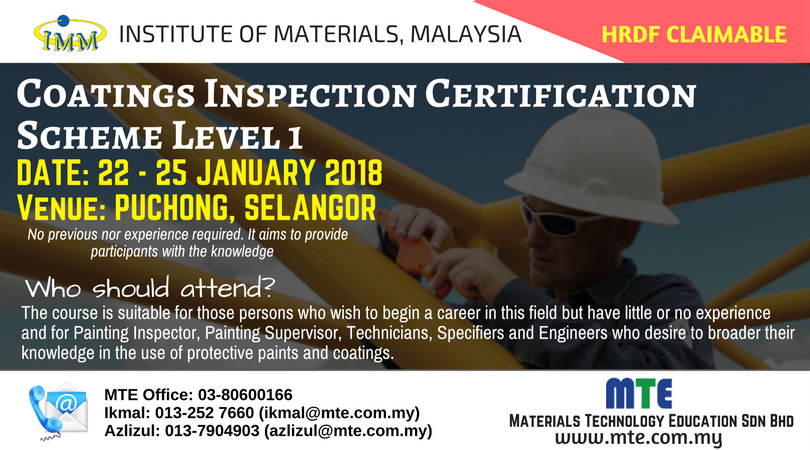 IMM
INSTITUTE OF MATERIALS, MALAYSIA
HRDF CLAIMABLE
COATINGS INSPECTION CERTIFICATION
SCHEME LEVEL 1
DATE: 22 - 25 JANUARY 2018
VENUE: PUCHONG, SELANGOR
No previous nor experience required. It aims to provide
participants with the knowledge
Who should attend?
The course is suitable for those persons who wish to begin a career in this field but have little or no experience
and for Painting Inspector, Painting Supervisor, Technicians, Specifiers and Engineers who desire to broader their
knowledge in the use of protective paints and coatings.
@
MTE Office: 03-80600166
Ikmal: 013-252 7660 (ikmal@mte.com.my)
Azlizul: 013-7904903 (azlizul@mte.com.my)
MTE
MATERIALS TECHNOLOGY EDUCATION SDN BHD
www.mte.com.my